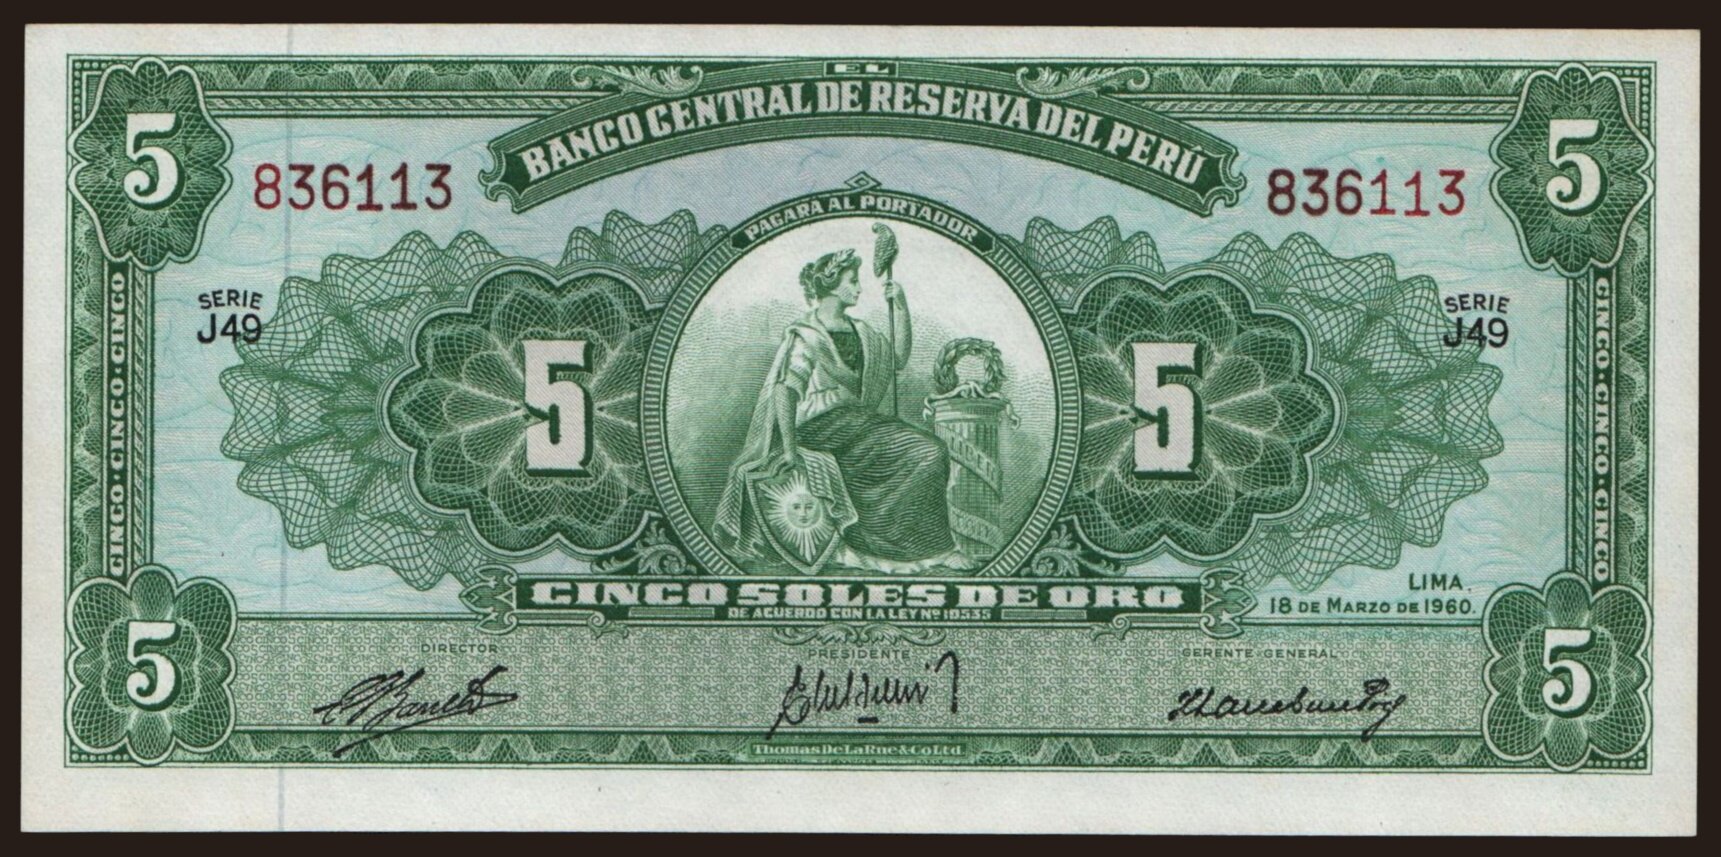 EL
BANCO CENTRAL DE RESERVA DEL PERÚ
5
5
836113
836113
PAGARA AL PORTADOR
SERIE
J49
SERIE
J49
CINCO·CINCO·CINCO
CINCO·CINCO·CINCO
5
5
CINCO SOLES DE ORO
DE ACUERDO CON LA LEY Nº 10535
LIMA.
18 DE MARZO DE 1960.
5
5
DIRECTOR
PRESIDENTE
GERENTE GENERAL
Thomas De La Rue & Co Ltd